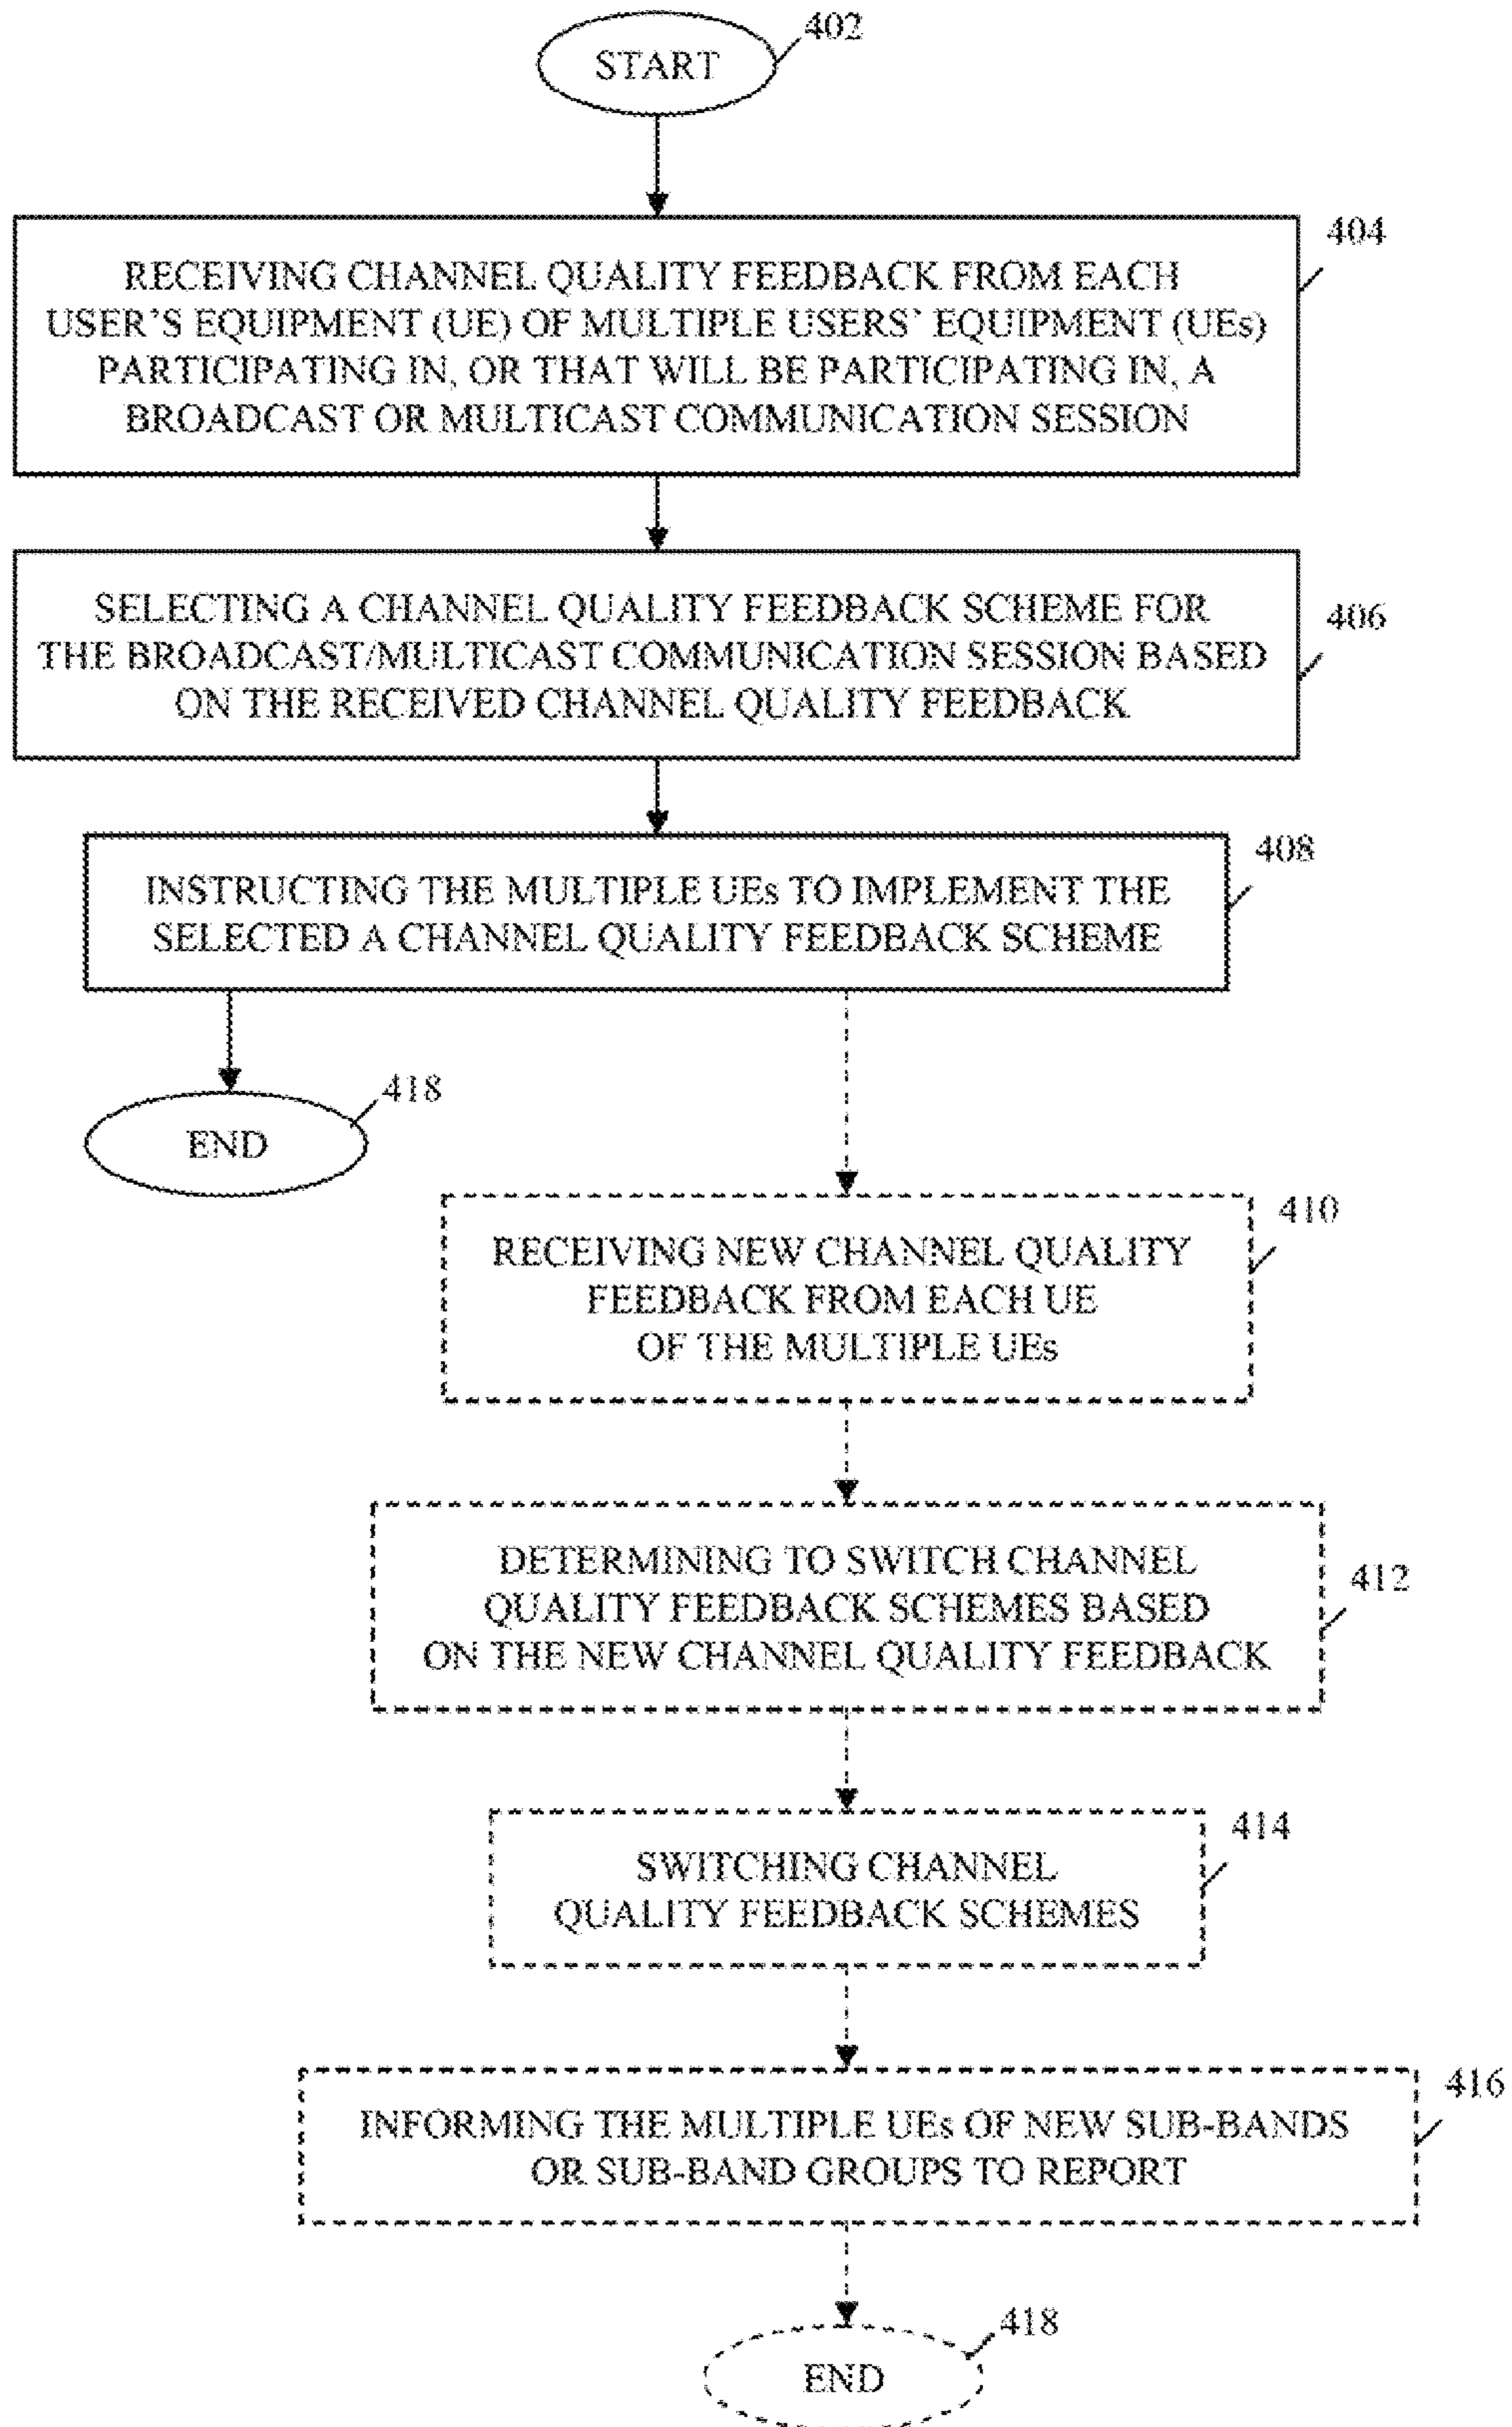 402
START
404
RECEIVING CHANNEL QUALITY FEEDBACK FROM EACH
USER'S EQUIPMENT (UE) OF MULTIPLE USERS' EQUIPMENT (UEs)
PARTICIPATING IN, OR THAT WILL BE PARTICIPATING IN, A
BROADCAST OR MULTICAST COMMUNICATION SESSION
406
SELECTING A CHANNEL QUALITY FEEDBACK SCHEME FOR
THE BROADCAST/MULTICAST COMMUNICATION SESSION BASED
ON THE RECEIVED CHANNEL QUALITY FEEDBACK
408
INSTRUCTING THE MULTIPLE UEs TO IMPLEMENT THE
SELECTED A CHANNEL QUALITY FEEDBACK SCHEME
418
END
410
RECEIVING NEW CHANNEL QUALITY
FEEDBACK FROM EACH UE
OF THE MULTIPLE UEs
412
DETERMINING TO SWITCH CHANNEL
QUALITY FEEDBACK SCHEMES BASED
ON THE NEW CHANNEL QUALITY FEEDBACK
414
SWITCHING CHANNEL
QUALITY FEEDBACK SCHEMES
416
INFORMING THE MULTIPLE UEs OF NEW SUB-BANDS
OR SUB-BAND GROUPS TO REPORT
418
END